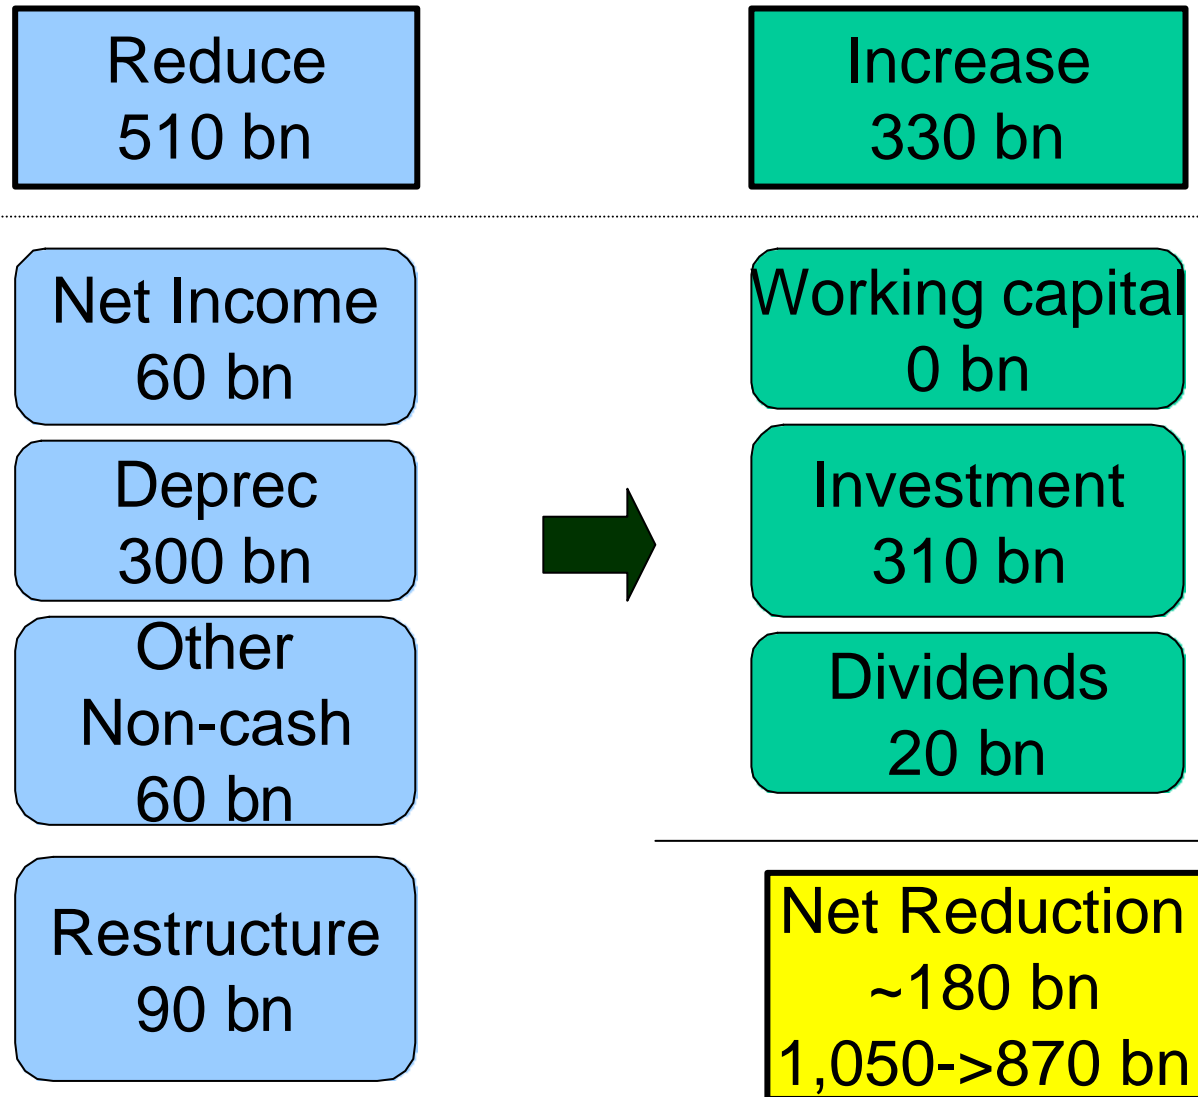 Reduce
510 bn
Increase
330 bn
Net Income
60 bn
Deprec
300 bn
Other
Non-cash
60 bn
Restructure
90 bn
Working capital
0 bn
Investment
310 bn
Dividends
20 bn
Net Reduction
~180 bn
1,050->870 bn